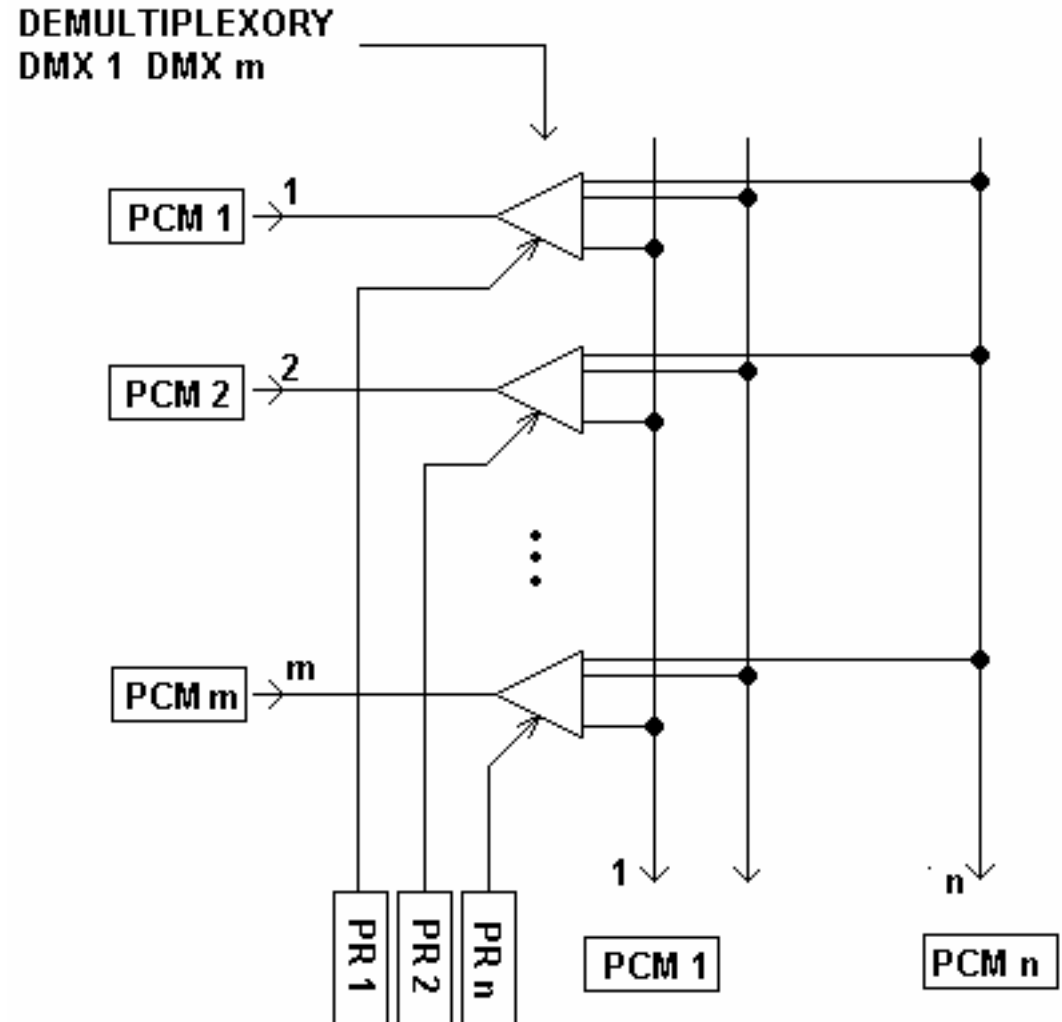 DEMULTIPLEXORY
DMX 1 DMX m
PCM 1
1
PCM 2
2
PCM m
m
1
n
PR 1
PR 2
PR n
PCM 1
PCM n